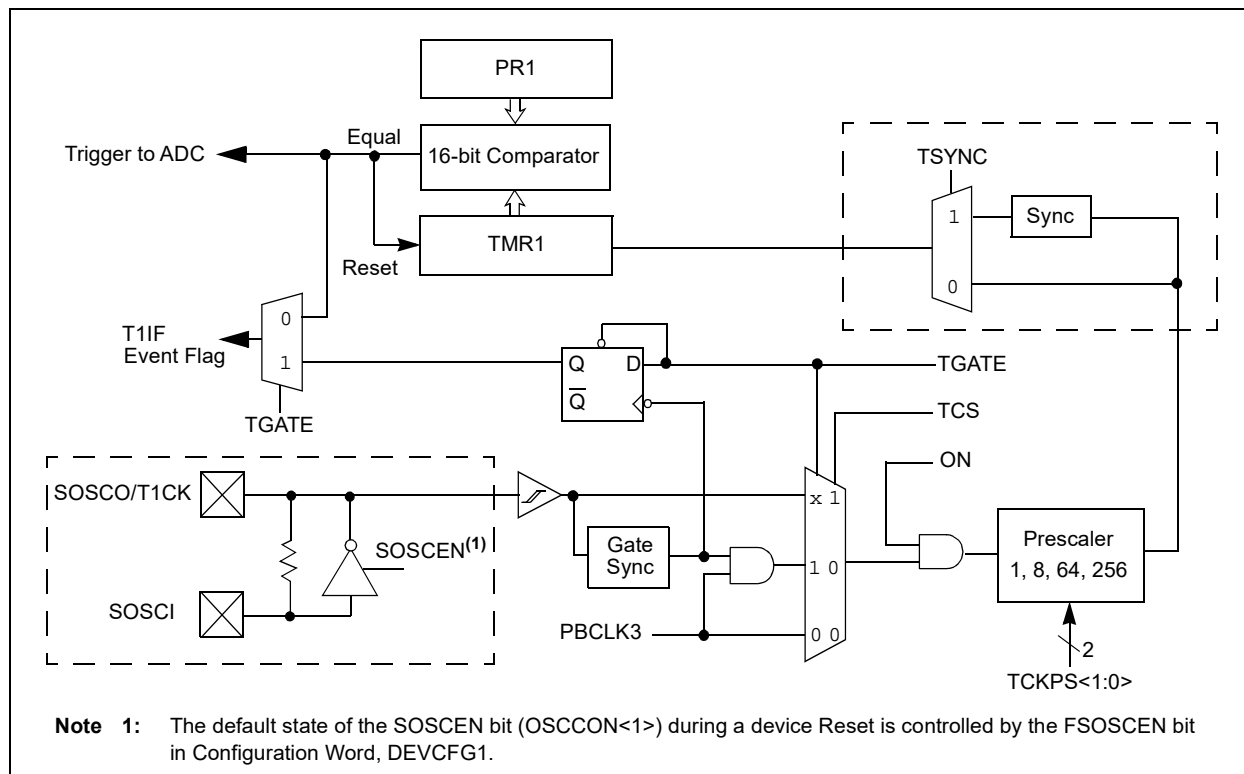 PR1
Equal
16-bit Comparator
Trigger to ADC
TSYNC
1
Sync
TMR1
Reset
0
0
T1IF
Event Flag
1
Q
D
TGATE
Q̅
TGATE
TCS
ON
SOSCO/T1CK
x 1
SOSCEN(1)
Gate
Sync
1 0
Prescaler
1, 8, 64, 256
SOSCI
PBCLK3
0 0
2
TCKPS<1:0>
Note 1: The default state of the SOSCEN bit (OSCCON<1>) during a device Reset is controlled by the FSOSCEN bit
in Configuration Word, DEVCFG1.